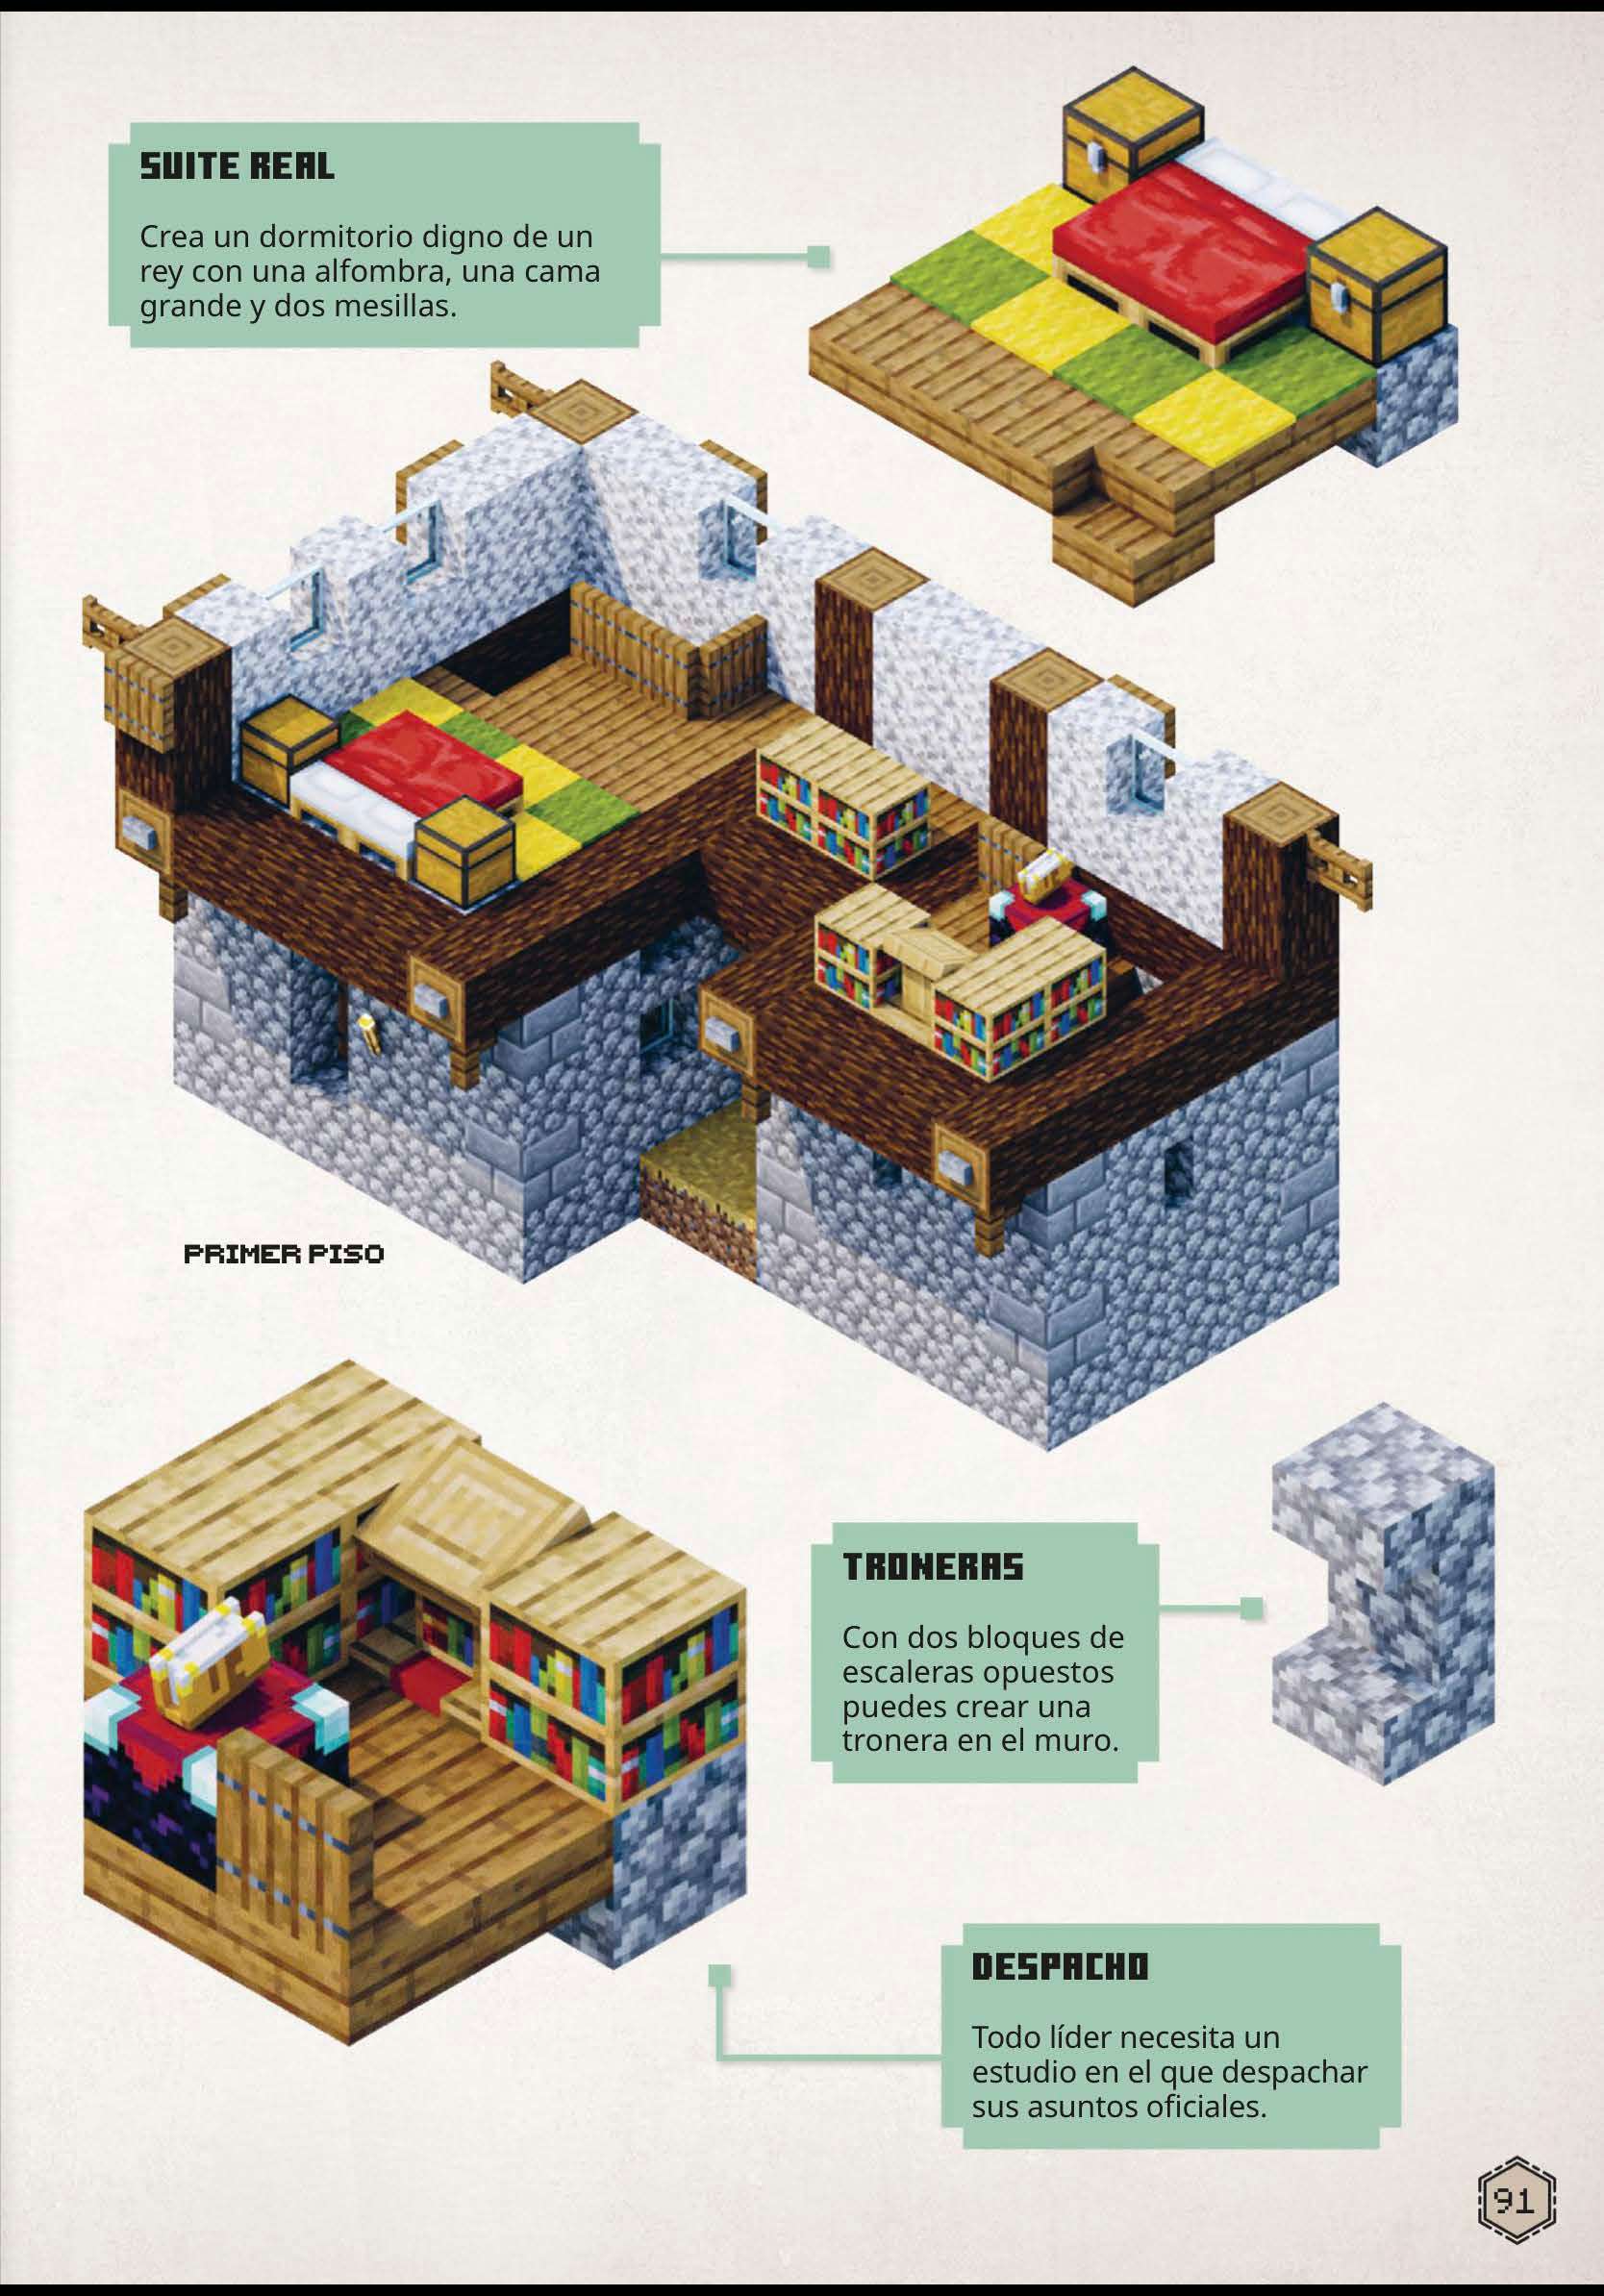 SUITE REAL
Crea un dormitorio digno de un
rey con una alfombra, una cama
grande y dos mesillas.
PRIMER PISO
TRONERAS
Con dos bloques de
escaleras opuestos
puedes crear una
tronera en el muro.
DESPACHO
Todo líder necesita un
estudio en el que despachar
sus asuntos oficiales.
91